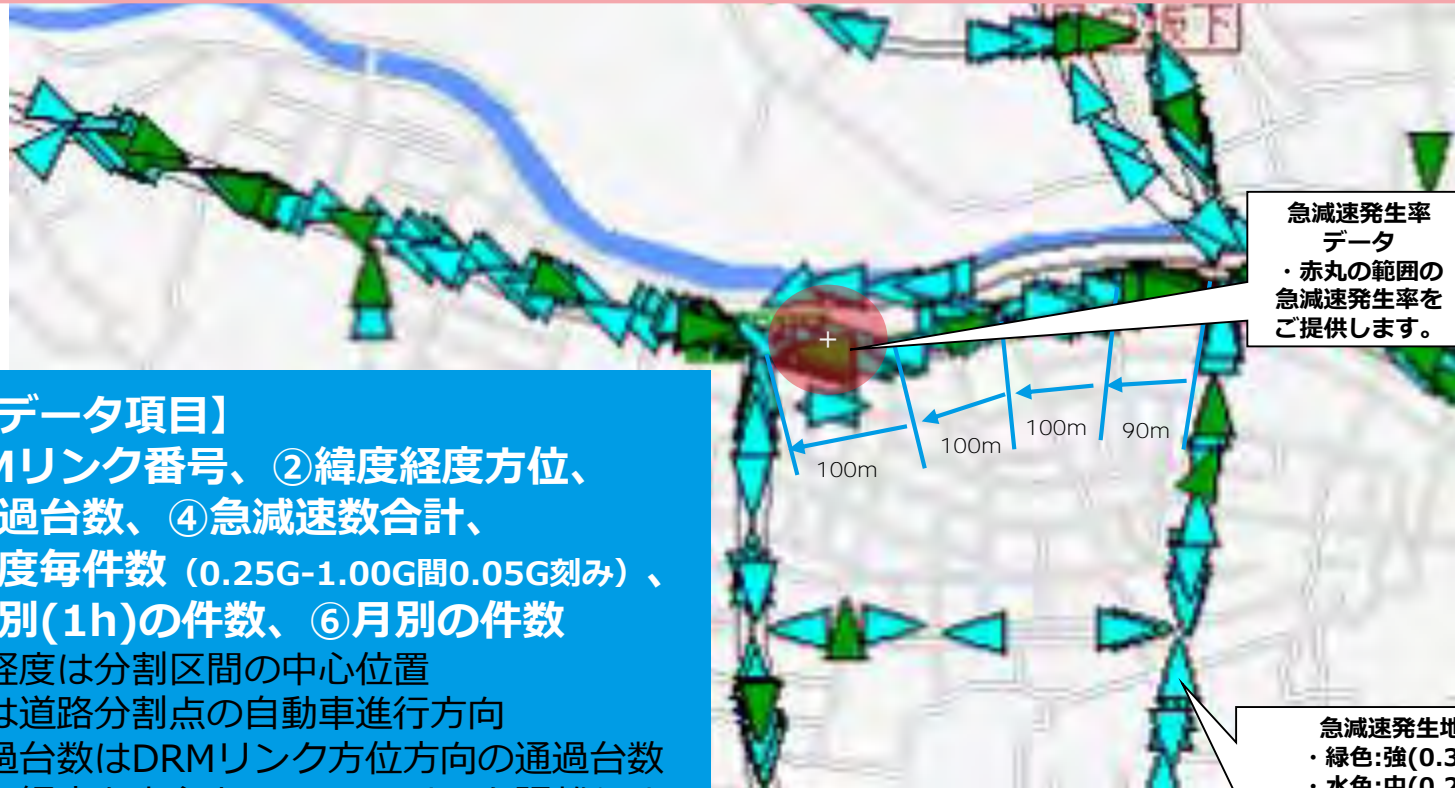 下
急減速発生率
データ
・赤丸の範囲の
急減速発生率を
ご提供します。
100m
100m
100m
90m
データ項目】
Mリンク番号、②緯度経度方位、
過台数、④急減速数合計、
度毎件数（0.25G-1.00G間0.05G刻み）、
別(1h)の件数、⑥月別の件数
経度は分割区間の中心位置
は道路分割点の自動車進行方向
過台数はDRMリンク方位方向の通過台数
急減速発生地
・緑色:強(0.3
・水色:中(0.2